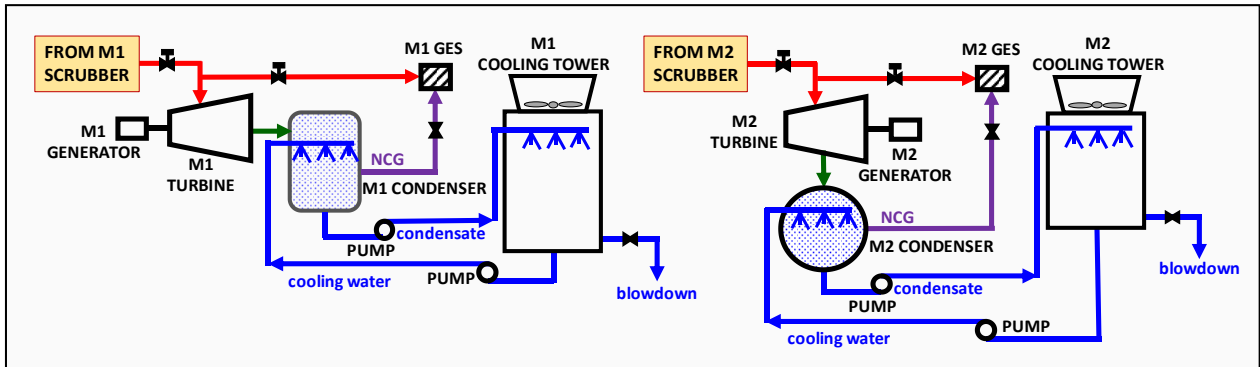 FROM M1
SCRUBBER
M1 GES
M1
COOLING TOWER
M1
GENERATOR
M1
TURBINE
NCG
M1 CONDENSER
PUMP
condensate
PUMP
cooling water
blowdown
FROM M2
SCRUBBER
M2 GES
M2
COOLING TOWER
M2
TURBINE
M2
GENERATOR
NCG
M2 CONDENSER
PUMP
condensate
PUMP
cooling water
blowdown